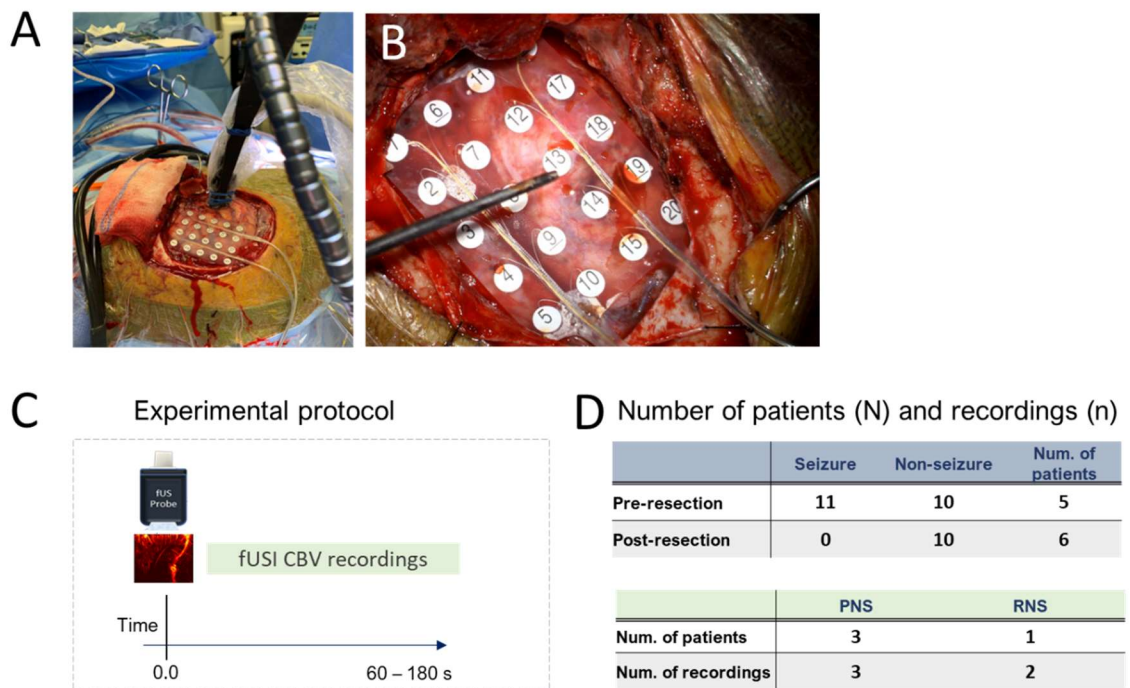 A
B
11
17
6
12
18
1
7
13
19
2
14
20
3
9
15
4
10
5
C Experimental protocol
fUS
Probe
fUSI CBV recordings
Time
0.0 60 – 180 s
D Number of patients (N) and recordings (n)
Seizure Non-seizure Num. of patients
Pre-resection 11 10 5
Post-resection 0 10 6
PNS RNS
Num. of patients 3 1
Num. of recordings 3 2